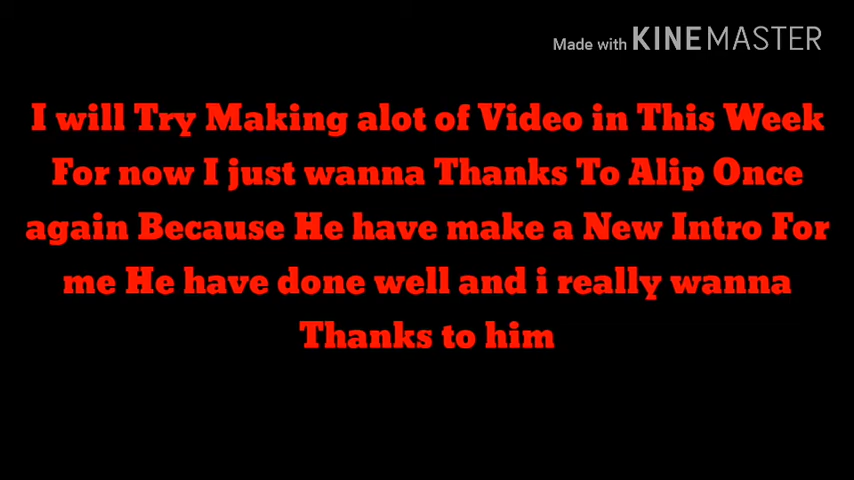 Made with KINEMASTER
I will Try Making alot of Video in This Week
For now I just wanna Thanks To Alip Once
again Because He have make a New Intro For
me He have done well and i really wanna
Thanks to him